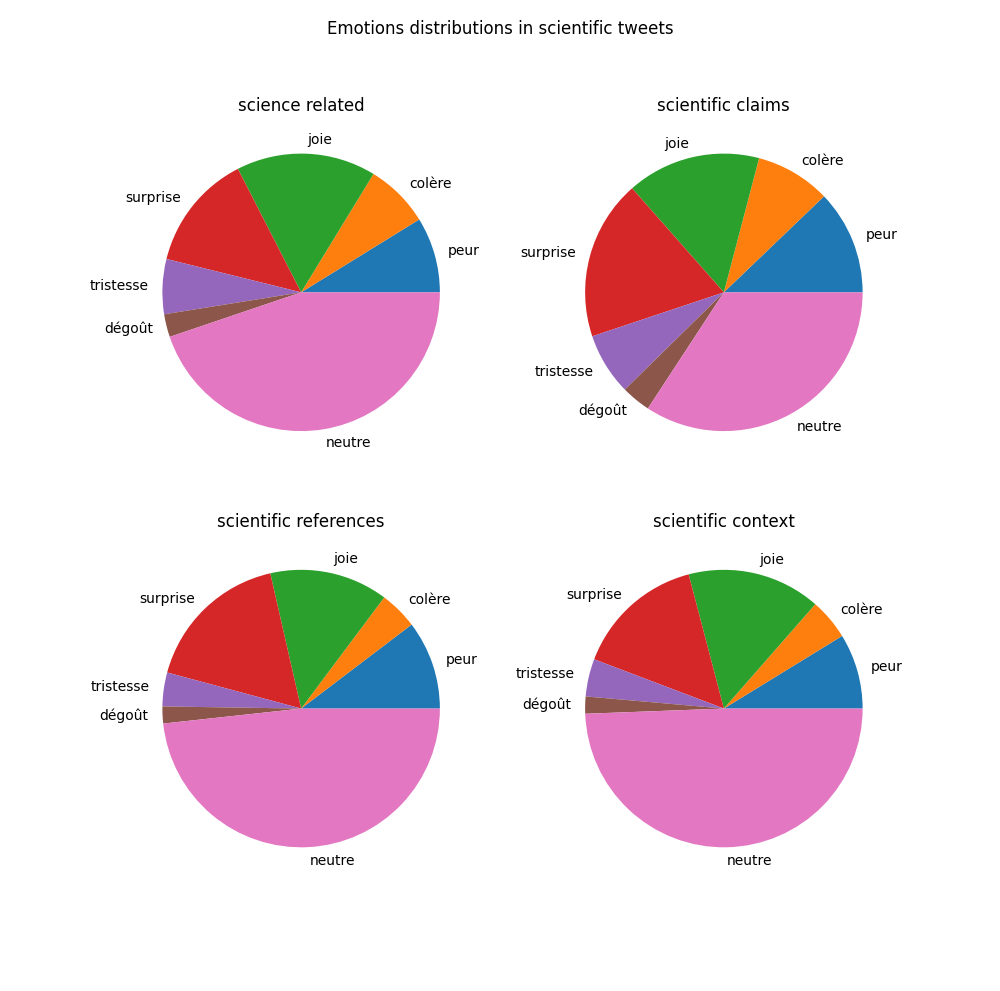 Emotions distributions in scientific tweets
science related
joie
colère
surprise
peur
tristesse
dégoût
neutre
scientific claims
joie
colère
peur
surprise
tristesse
dégoût
neutre
scientific references
joie
surprise
colère
peur
tristesse
dégoût
neutre
scientific context
joie
surprise
colère
peur
tristesse
dégoût
neutre